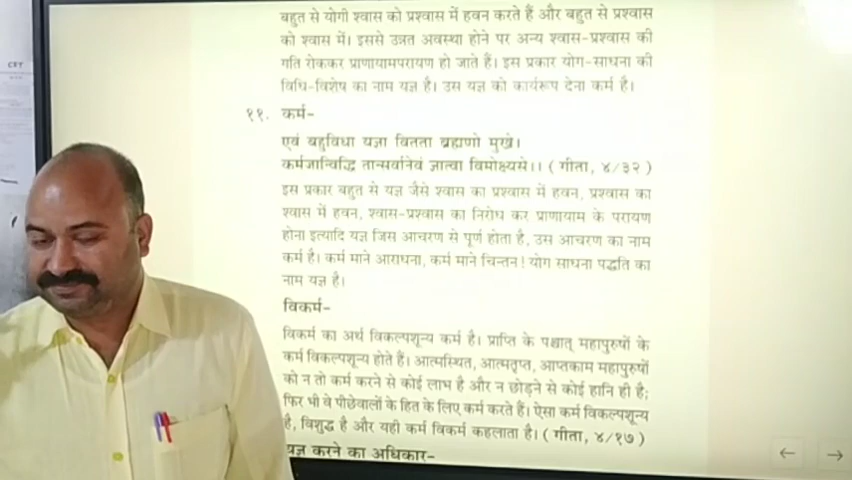 बहुत से योगी श्वास को प्रश्वास में हवन करते हैं और बहुत से प्रश्वास
को श्वास में। इससे उन्नत अवस्था होने पर अन्य श्वास-प्रश्वास की
गति रोककर प्राणायामपरायण हो जाते हैं। इस प्रकार योग-साधना की
विधि-विशेष का नाम यज्ञ है। उस यज्ञ को कार्यरूप देना कर्म है।
११. कर्म-
एवं बहुविधा यज्ञा वितता ब्रह्मणो मुखे।
कर्मजान्विद्धि तान्सर्वानेवं ज्ञात्वा विमोक्ष्यसे।। (गीता, ४/३२)
इस प्रकार बहुत से यज्ञ जैसे श्वास का प्रश्वास में हवन, प्रश्वास का
श्वास में हवन, श्वास-प्रश्वास का निरोध कर प्राणायाम के परायण
होना इत्यादि यज्ञ जिस आचरण से पूर्ण होता है, उस आचरण का नाम
कर्म है। कर्म माने आराधना, कर्म माने चिन्तन! योग साधना पद्धति का
नाम यज्ञ है।
विकर्म-
विकर्म का अर्थ विकल्पशून्य कर्म है। प्राप्ति के पश्चात् महापुरुषों के
कर्म विकल्पशून्य होते हैं। आत्मस्थित, आत्मतृप्त, आप्तकाम महापुरुषों
को न तो कर्म करने से कोई लाभ है और न छोड़ने से कोई हानि ही है;
फिर भी वे पीछेवालों के हित के लिए कर्म करते हैं। ऐसा कर्म विकल्पशून्य
है, विशुद्ध है और यही कर्म विकर्म कहलाता है। (गीता, ४/१७)
यज्ञ करने का अधिकार-